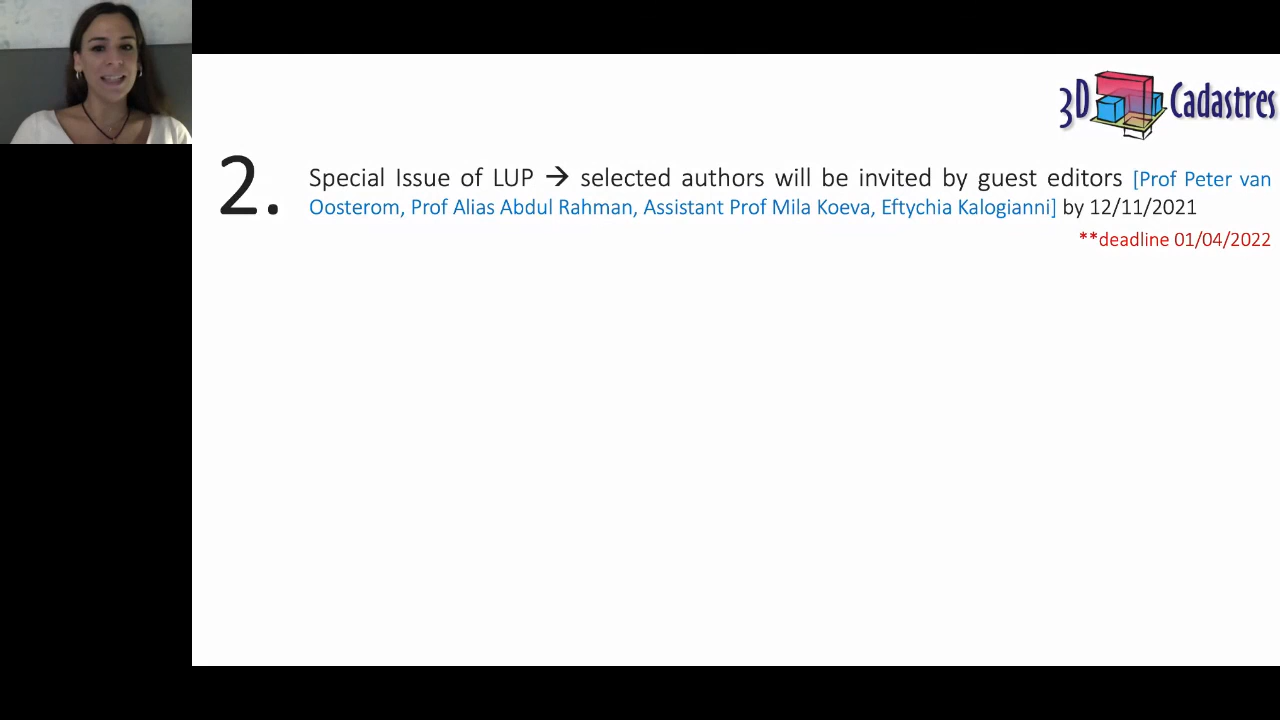 3D Cadastres
2. Special Issue of LUP → selected authors will be invited by guest editors [Prof Peter van
Oosterom, Prof Alias Abdul Rahman, Assistant Prof Mila Koeva, Eftychia Kalogianni] by 12/11/2021
**deadline 01/04/2022